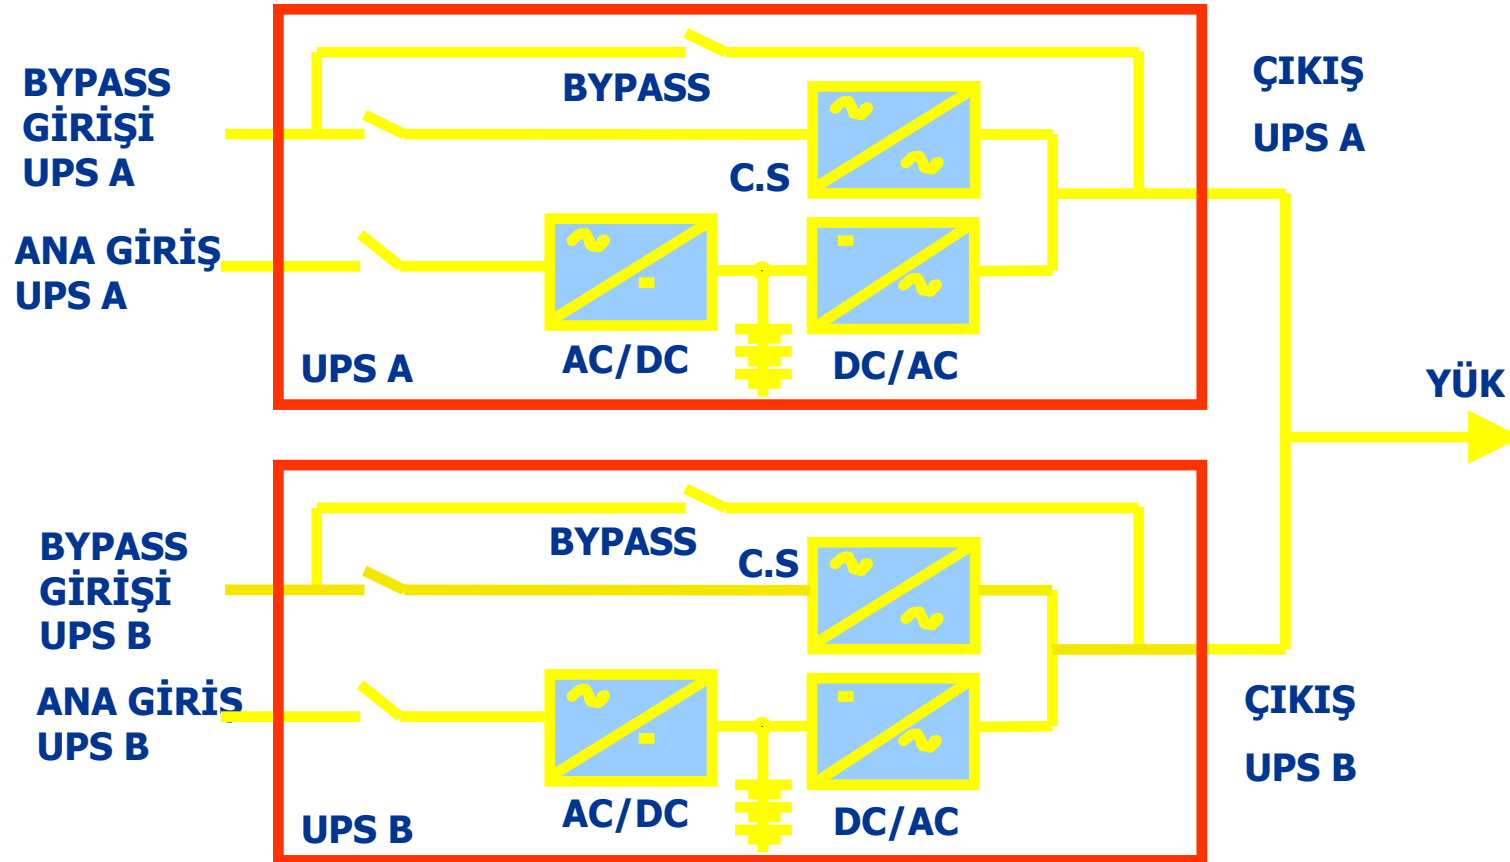 BYPASS
GİRİŞİ
UPS A
BYPASS
ÇIKIŞ
UPS A
C.S
ANA GİRİŞ
UPS A
UPS A
AC/DC
DC/AC
YÜK
BYPASS
GİRİŞİ
UPS B
BYPASS
C.S
ANA GİRİŞ
UPS B
ÇIKIŞ
UPS B
UPS B
AC/DC
DC/AC